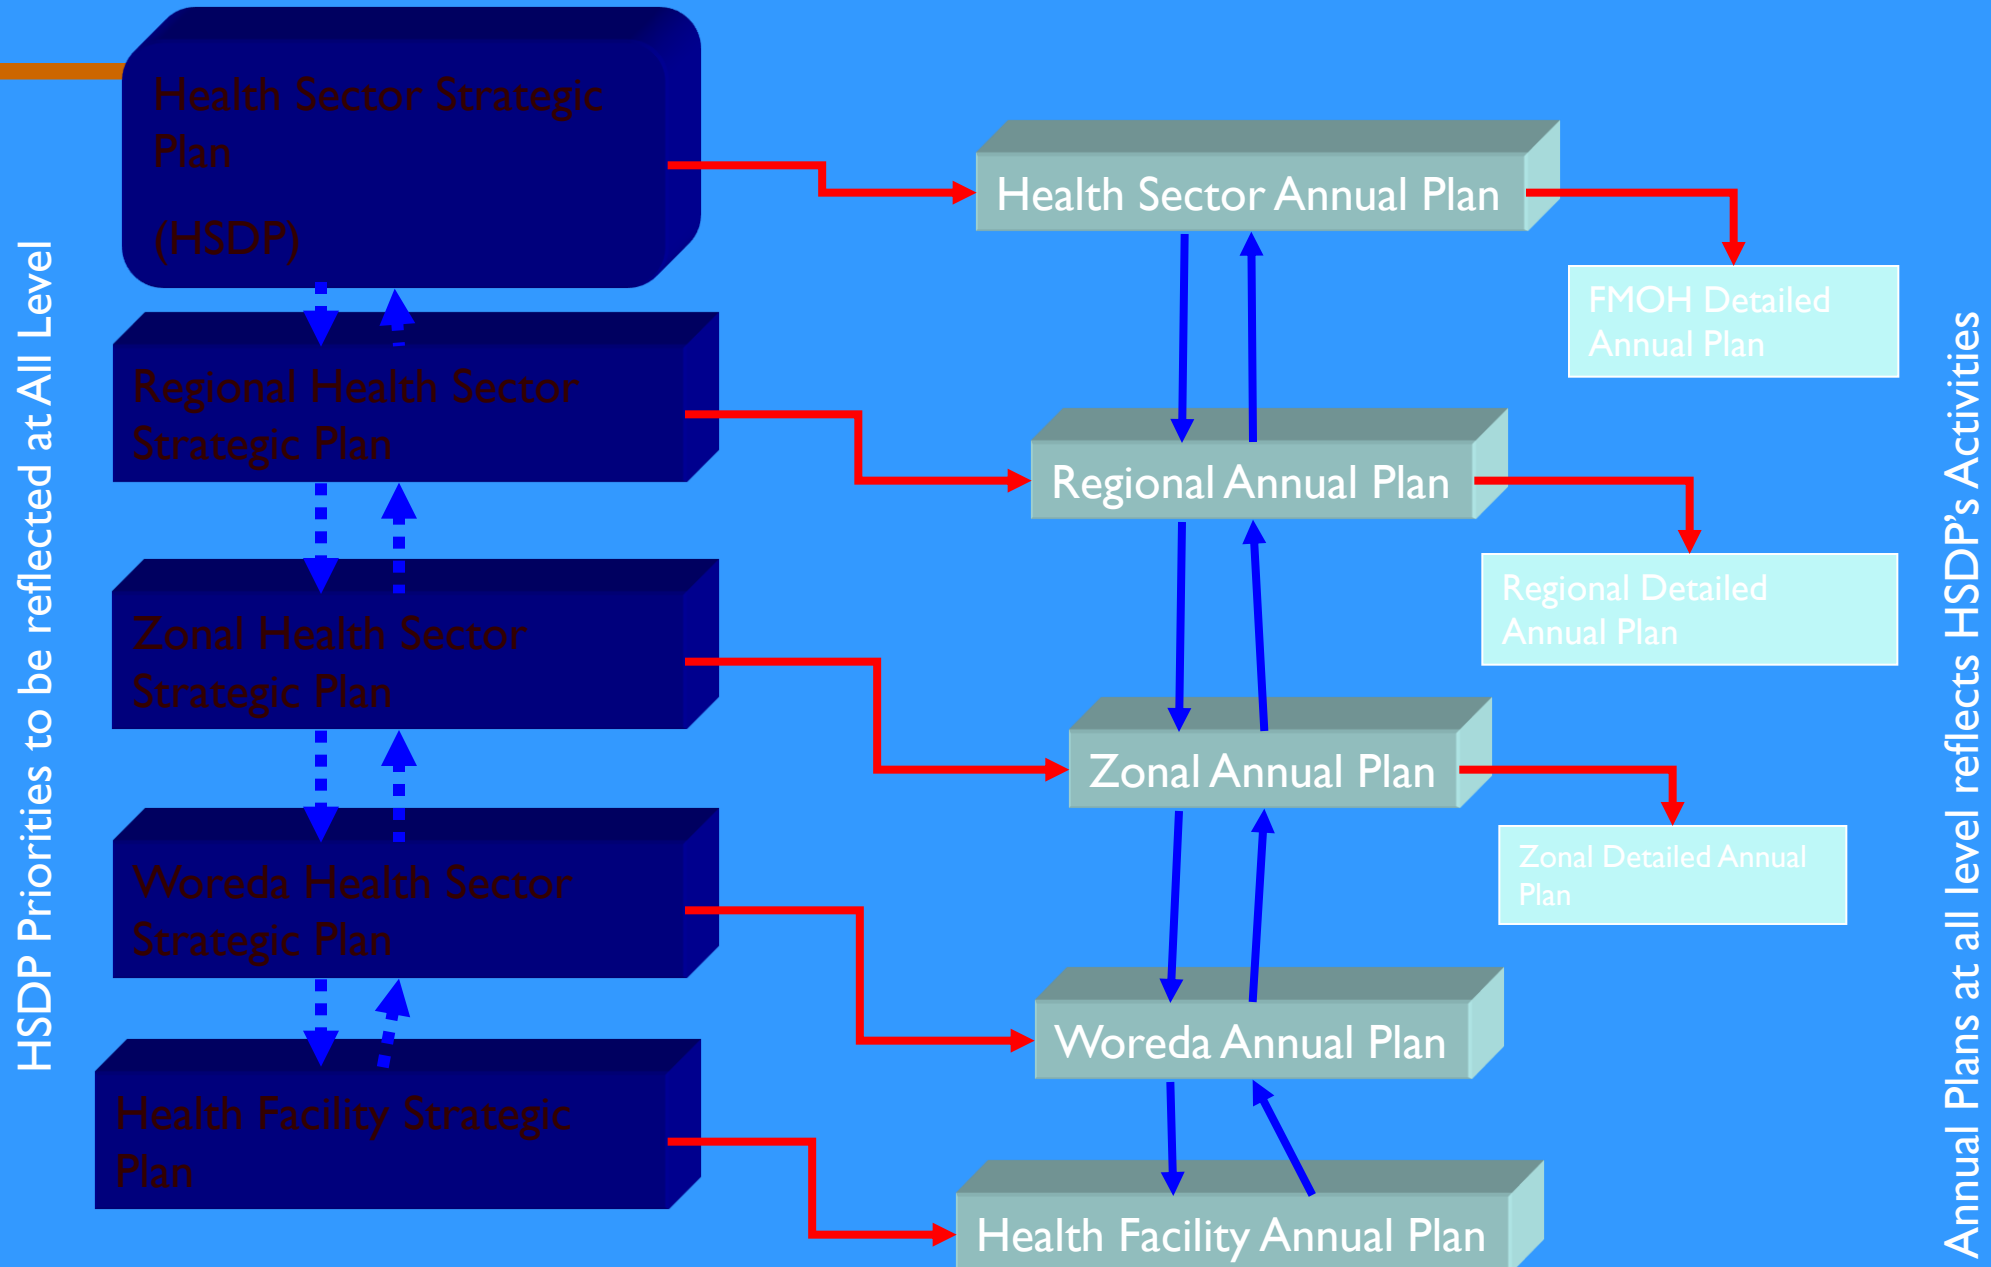 HSDP Priorities to be reflected at All Level
Health Sector Strategic
Plan
(HSDP)
Regional Health Sector
Strategic Plan
Zonal Health Sector
Strategic Plan
Woreda Health Sector
Strategic Plan
Health Facility Strategic
Plan
Health Sector Annual Plan
Regional Annual Plan
Zonal Annual Plan
Woreda Annual Plan
Health Facility Annual Plan
FMOH Detailed
Annual Plan
Regional Detailed
Annual Plan
Zonal Detailed Annual
Plan
Annual Plans at all level reflects HSDP's Activities